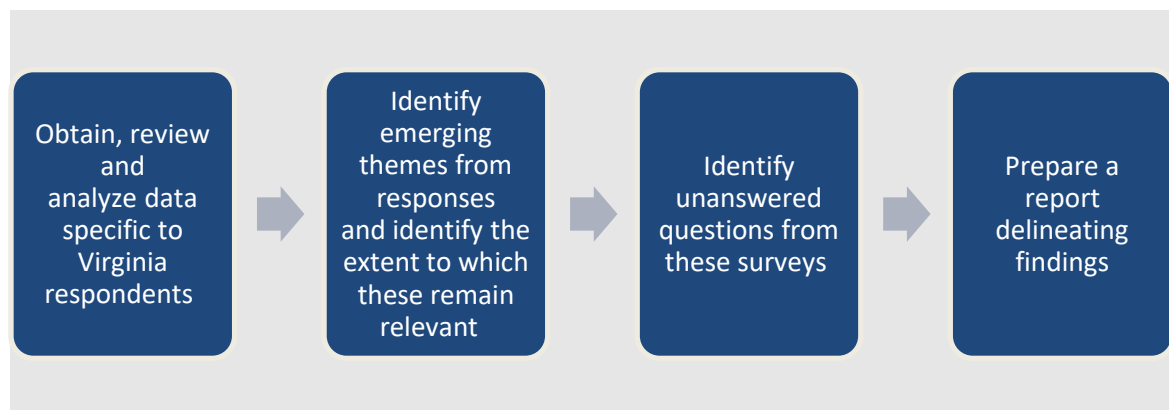 Obtain, review
and
analyze data
specific to
Virginia
respondents
Identify
emerging
themes from
responses
and identify the
extent to which
these remain
relevant
Identify
unanswered
questions from
these surveys
Prepare a
report
delineating
findings